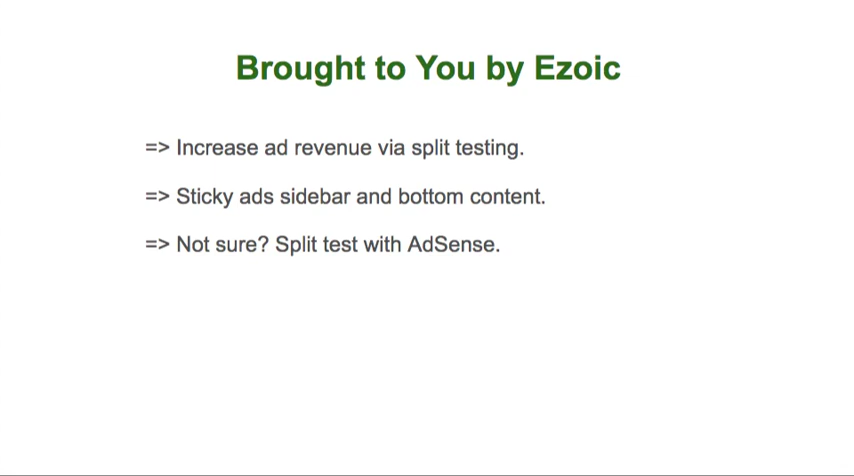 Brought to You by Ezoic
=> Increase ad revenue via split testing.
=> Sticky ads sidebar and bottom content.
=> Not sure? Split test with AdSense.